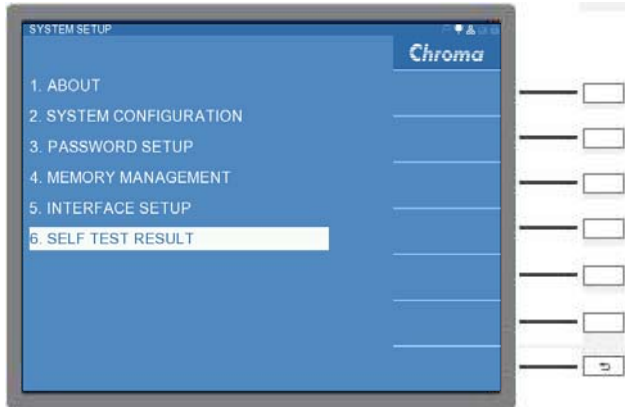 SYSTEM SETUP
Chroma
1. ABOUT
2. SYSTEM CONFIGURATION
3. PASSWORD SETUP
4. MEMORY MANAGEMENT
5. INTERFACE SETUP
6. SELF TEST RESULT